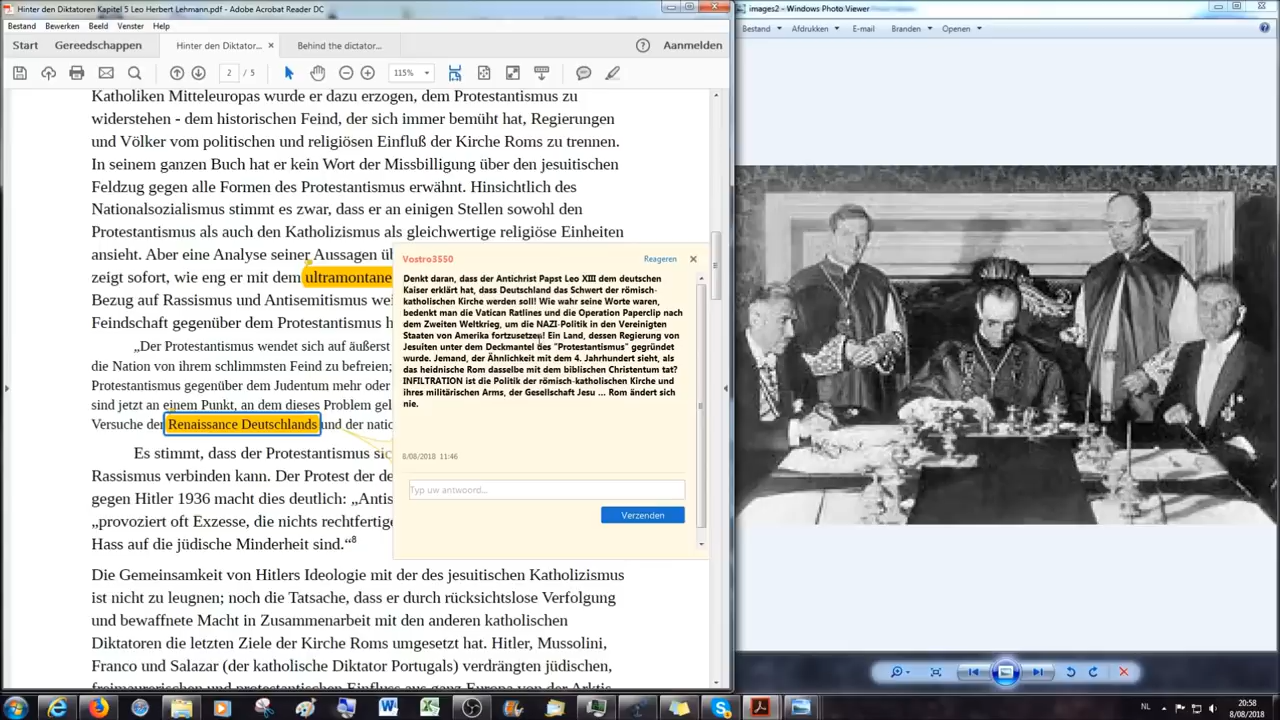 Hinter den Diktatoren Kapitel 5 Leo Herbert Lehmann.pdf - Adobe Acrobat Reader DC
Bestand Bewerken Beeld Venster Help
Start Gereedschappen Hinter den Diktator... × Behind the dictator... Aanmelden
2 / 5 115%
Katholiken Mitteleuropas wurde er dazu erzogen, dem Protestantismus zu
widerstehen - dem historischen Feind, der sich immer bemüht hat, Regierungen
und Völker vom politischen und religiösen Einfluß der Kirche Roms zu trennen.
In seinem ganzen Buch hat er kein Wort der Missbilligung über den jesuitischen
Feldzug gegen alle Formen des Protestantismus erwähnt. Hinsichtlich des
Nationalsozialismus stimmt es zwar, dass er an einigen Stellen sowohl den
Protestantismus als auch den Katholizismus als gleichwertige religiöse Einheiten
ansieht. Aber eine Analyse seiner Aussagen üb
zeigt sofort, wie eng er mit dem ultramontane
Bezug auf Rassismus und Antisemitismus wei
Feindschaft gegenüber dem Protestantismus h
„Der Protestantismus wendet sich auf äußerst
die Nation von ihrem schlimmsten Feind zu befreien;
Protestantismus gegenüber dem Judentum mehr oder
sind jetzt an einem Punkt, an dem dieses Problem gel
Versuche der Renaissance Deutschlands und der natio
Es stimmt, dass der Protestantismus sic
Rassismus verbinden kann. Der Protest der de
gegen Hitler 1936 macht dies deutlich: „Antis
„provoziert oft Exzesse, die nichts rechtfertige
Hass auf die jüdische Minderheit sind.“8
Die Gemeinsamkeit von Hitlers Ideologie mit der des jesuitischen Katholizismus
ist nicht zu leugnen; noch die Tatsache, dass er durch rücksichtslose Verfolgung
und bewaffnete Macht in Zusammenarbeit mit den anderen katholischen
Diktatoren die letzten Ziele der Kirche Roms umgesetzt hat. Hitler, Mussolini,
Franco und Salazar (der katholische Diktator Portugals) verdrängten jüdischen,
freimaurerischen und protestantischen Einfluss aus ganz Europa von der Arktis
Vostro3550 Reageren ×
Denkt daran, dass der Antichrist Papst Leo XIII dem deutschen
Kaiser erklärt hat, dass Deutschland das Schwert der römisch-
katholischen Kirche werden soll! Wie wahr seine Worte waren,
bedenkt man die Vatican Ratlines und die Operation Paperclip nach
dem Zweiten Weltkrieg, um die NAZI-Politik in den Vereinigten
Staaten von Amerika fortzusetzen! Ein Land, dessen Regierung von
Jesuiten unter dem Deckmantel des "Protestantismus" gegründet
wurde. Jemand, der Ähnlichkeit mit dem 4. Jahrhundert sieht, als
das heidnische Rom dasselbe mit dem biblischen Christentum tat?
INFILTRATION ist die Politik der römisch-katholischen Kirche und
ihres militärischen Arms, der Gesellschaft Jesu ... Rom ändert sich
nie.
8/08/2018 11:46
Typ uw antwoord...
Verzenden
images2 - Windows Photo Viewer
Bestand Afdrukken E-mail Branden Openen
NL 20:58
8/08/2018